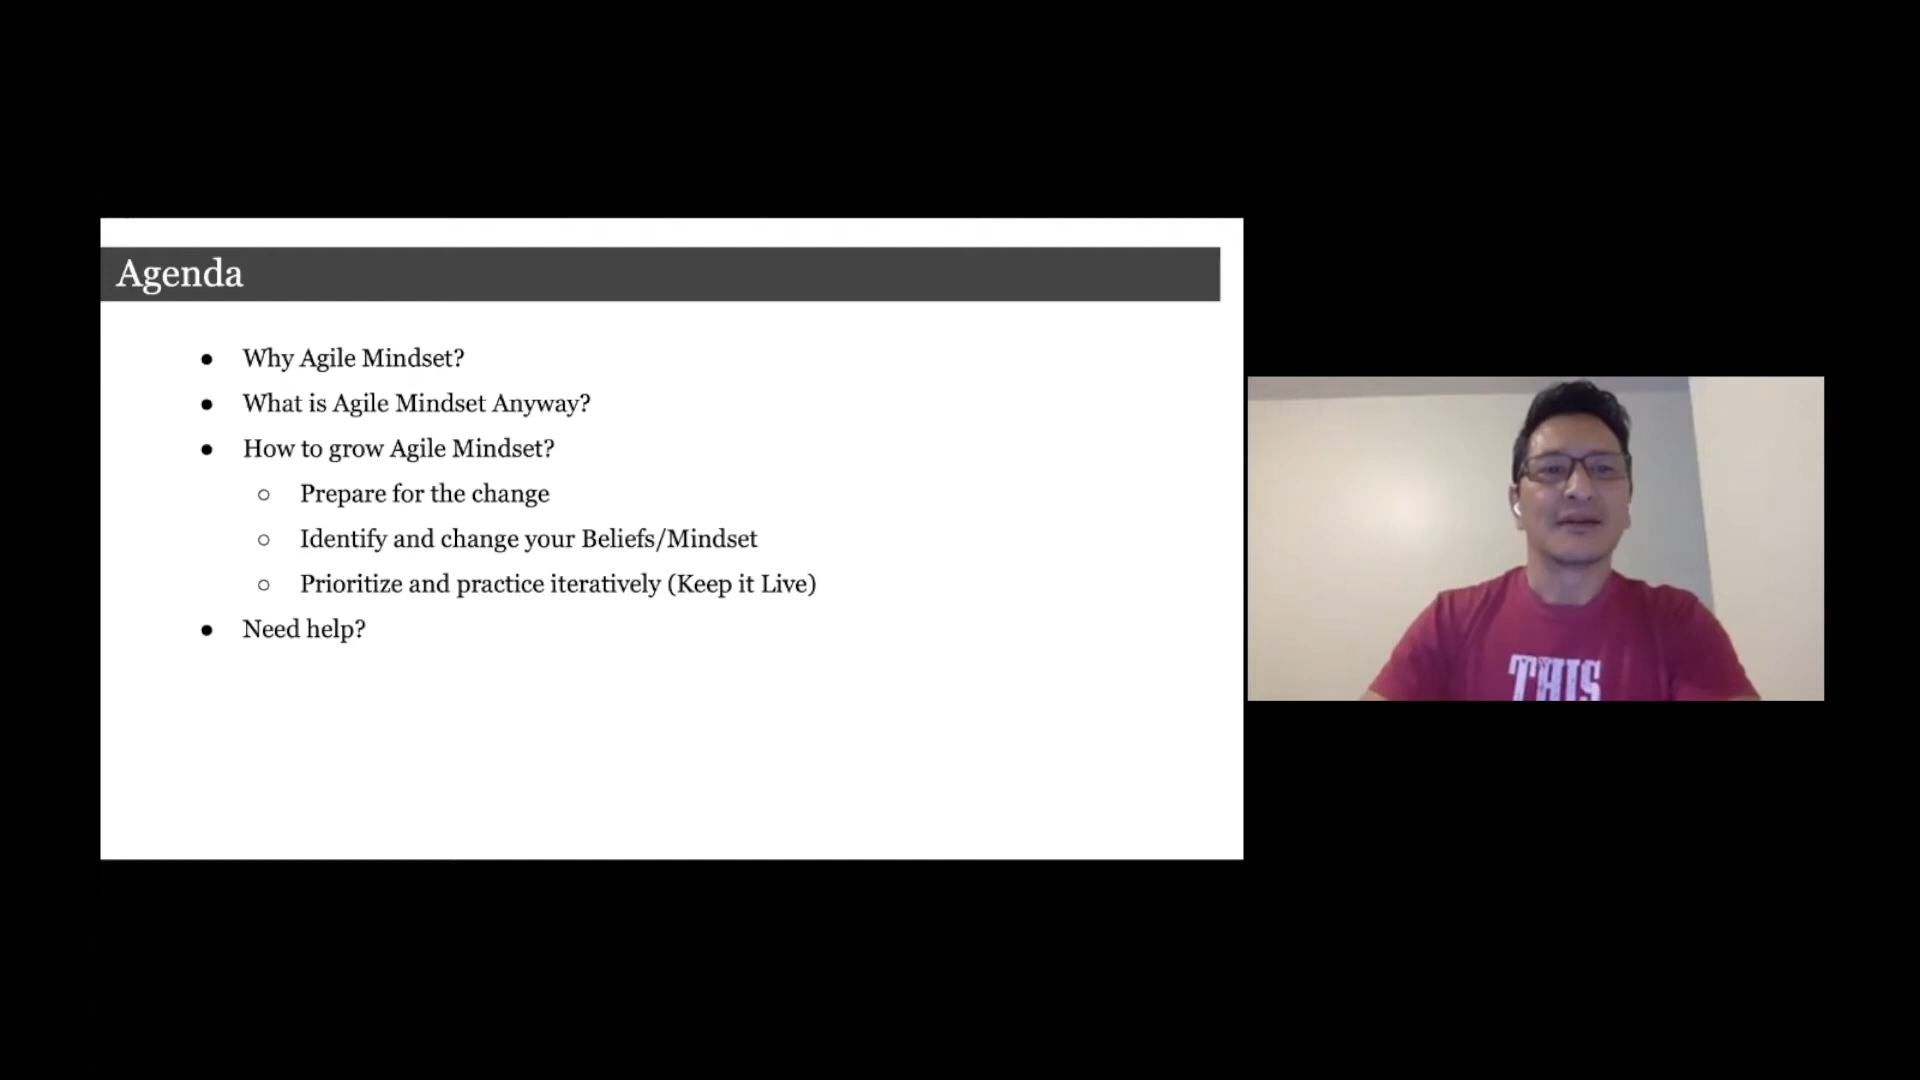 Agenda
● Why Agile Mindset?
● What is Agile Mindset Anyway?
● How to grow Agile Mindset?
○ Prepare for the change
○ Identify and change your Beliefs/Mindset
○ Prioritize and practice iteratively (Keep it Live)
● Need help?
THIS